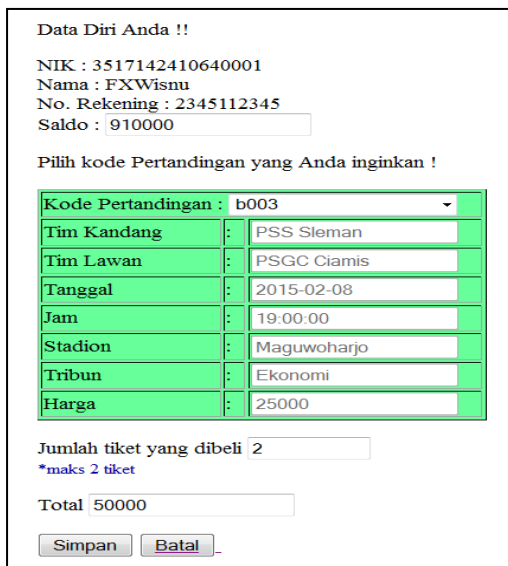 Data Diri Anda !!
NIK : 3517142410640001
Nama : FXWisnu
No. Rekening : 2345112345
Saldo : 910000
Pilih kode Pertandingan yang Anda inginkan !
Kode Pertandingan : b003
Tim Kandang : PSS Sleman
Tim Lawan : PSGC Ciamis
Tanggal : 2015-02-08
Jam : 19:00:00
Stadion : Maguwoharjo
Tribun : Ekonomi
Harga : 25000
Jumlah tiket yang dibeli 2
*maks 2 tiket
Total 50000
Simpan Batal